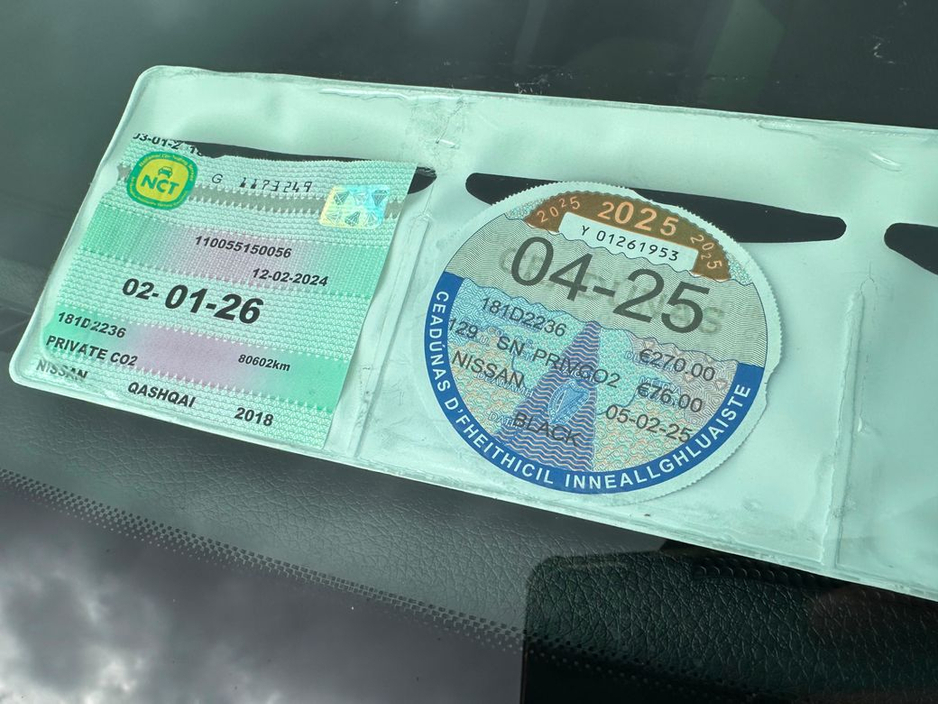 NCT
G 1173249
110055150056
12-02-2024
02-01-26
181D2236
PRIVATE CO2 80602km
NISSAN QASHQAI 2018
2025 2025 2025
Y 01261953
04-25
181D2236
€270.00
129 SN PRIVCO2
€76.00
NISSAN
05-02-25
BLACK
CEADÚNAS D'FHEITHICIL INNEALLGHLUAISTE